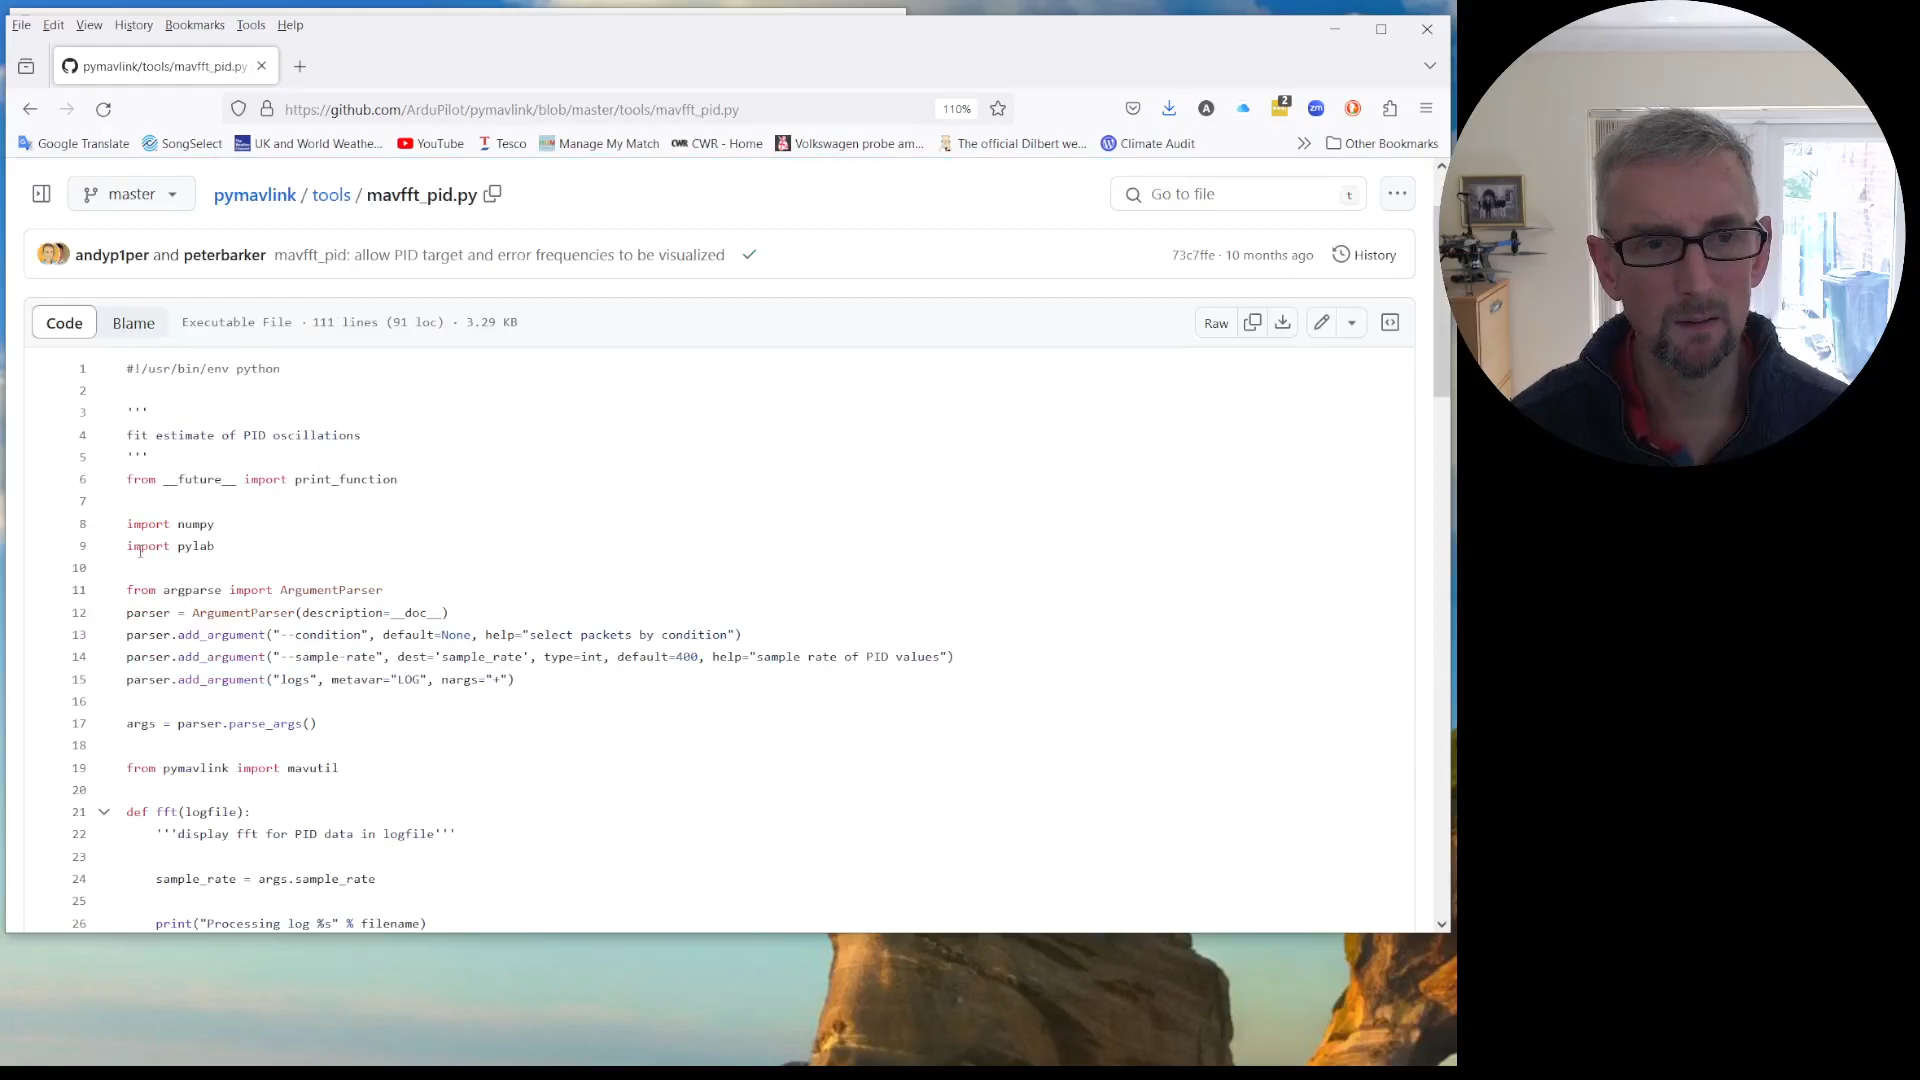 File Edit View History Bookmarks Tools Help
pymavlink/tools/mavfft_pid.py
https://github.com/ArduPilot/pymavlink/blob/master/tools/mavfft_pid.py 110% A 2 zm
Google Translate SongSelect UK and World Weathe... YouTube Tesco Manage My Match CWR CWR - Home Volkswagen probe am... The official Dilbert we... Climate Audit Other Bookmarks
master pymavlink / tools / mavfft_pid.py Go to file t
andyp1per and peterbarker mavfft_pid: allow PID target and error frequencies to be visualized 73c7ffe · 10 months ago History
Code Blame Executable File · 111 lines (91 loc) · 3.29 KB Raw
1 #!/usr/bin/env python
2
3 '''
4 fit estimate of PID oscillations
5 '''
6 from __future__ import print_function
7
8 import numpy
9 import pylab
10
11 from argparse import ArgumentParser
12 parser = ArgumentParser(description=__doc__)
13 parser.add_argument("--condition", default=None, help="select packets by condition")
14 parser.add_argument("--sample-rate", dest='sample_rate', type=int, default=400, help="sample rate of PID values")
15 parser.add_argument("logs", metavar="LOG", nargs="+")
16
17 args = parser.parse_args()
18
19 from pymavlink import mavutil
20
21 def fft(logfile):
22 '''display fft for PID data in logfile'''
23
24 sample_rate = args.sample_rate
25
26 print("Processing log %s" % filename)